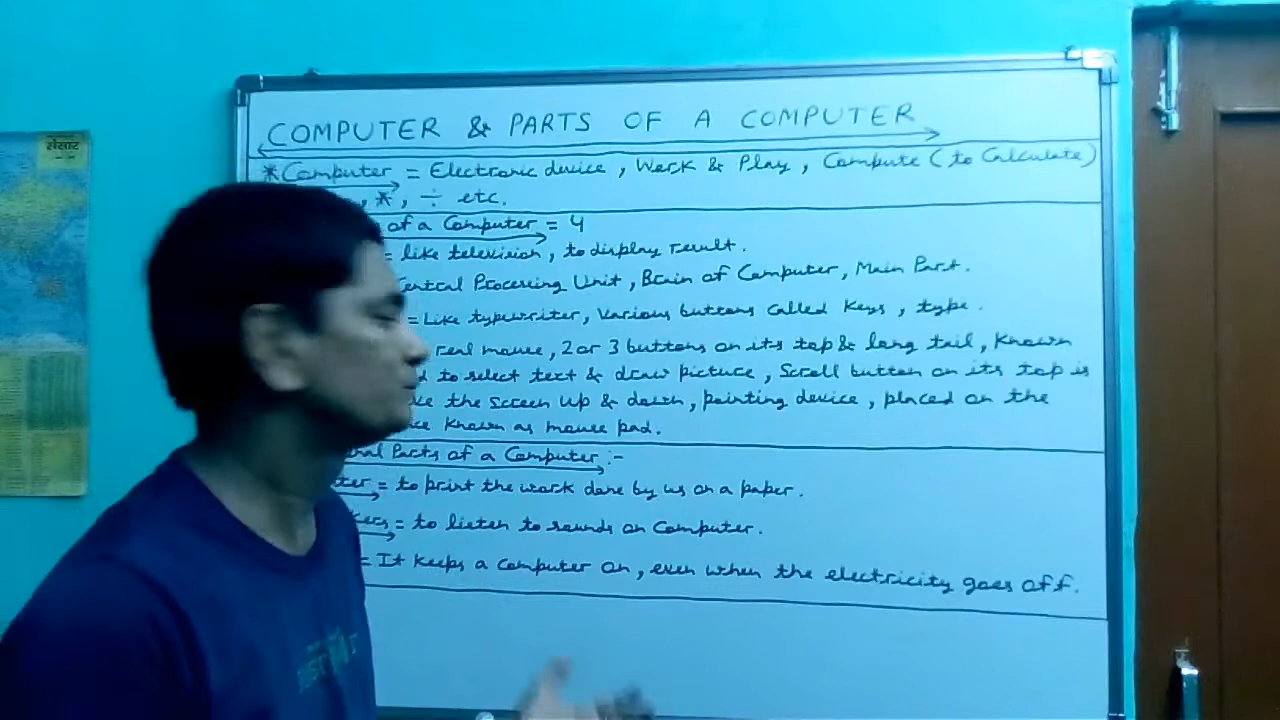 संसार
COMPUTER & PARTS OF A COMPUTER
*Computer = Electronic device, Work & Play, Compute (to Calculate)
, *, ÷ etc.
of a Computer = 4
= like television, to display result.
entral Processing Unit, Brain of Computer, Main Part.
= Like typewriter, Various buttons called Keys, type.
real mouse, 2 or 3 buttons on its top & long tail, Known
to select text & draw picture, Scroll button on its top is
the screen up & down, pointing device, placed on the
ce Known as mouse pad.
nal Parts of a Computer :-
ter = to print the work done by us on a paper.
kers = to listen to sounds on Computer.
= It keeps a computer on, even when the electricity goes off.